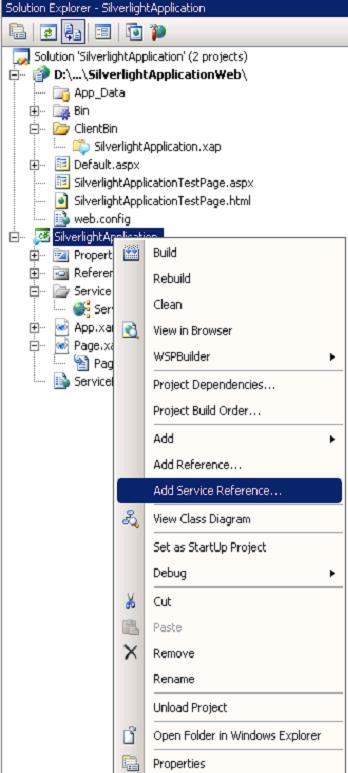 Solution Explorer - SilverlightApplication
Solution 'SilverlightApplication' (2 projects)
D:\...\SilverlightApplicationWeb\
App_Data
Bin
ClientBin
SilverlightApplication.xap
Default.aspx
SilverlightApplicationTestPage.aspx
SilverlightApplicationTestPage.html
web.config
SilverlightApplication
Propert
Referen
Service
Ser
App.xa
Page.xa
Pag
Service
Build
Rebuild
Clean
View in Browser
WSPBuilder
Project Dependencies...
Project Build Order...
Add
Add Reference...
Add Service Reference...
View Class Diagram
Set as StartUp Project
Debug
Cut
Paste
Remove
Rename
Unload Project
Open Folder in Windows Explorer
Properties